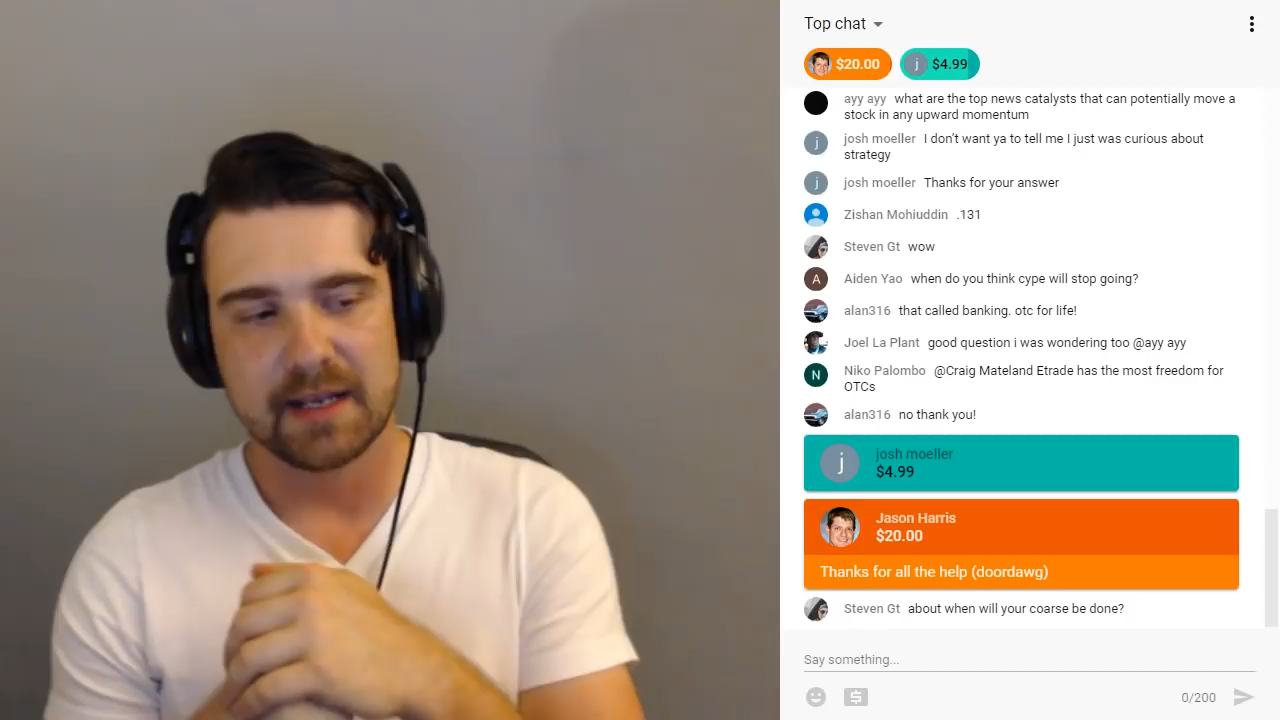 Top chat
$20.00
j $4.99
ayy ayy what are the top news catalysts that can potentially move a
stock in any upward momentum
j josh moeller I don't want ya to tell me I just was curious about
strategy
j josh moeller Thanks for your answer
Zishan Mohiuddin .131
Steven Gt wow
A Aiden Yao when do you think cype will stop going?
alan316 that called banking. otc for life!
Joel La Plant good question i was wondering too @ayy ayy
N Niko Palombo @Craig Mateland Etrade has the most freedom for
OTCs
alan316 no thank you!
j josh moeller
$4.99
Jason Harris
$20.00
Thanks for all the help (doordawg)
Steven Gt about when will your coarse be done?
Say something...
0/200